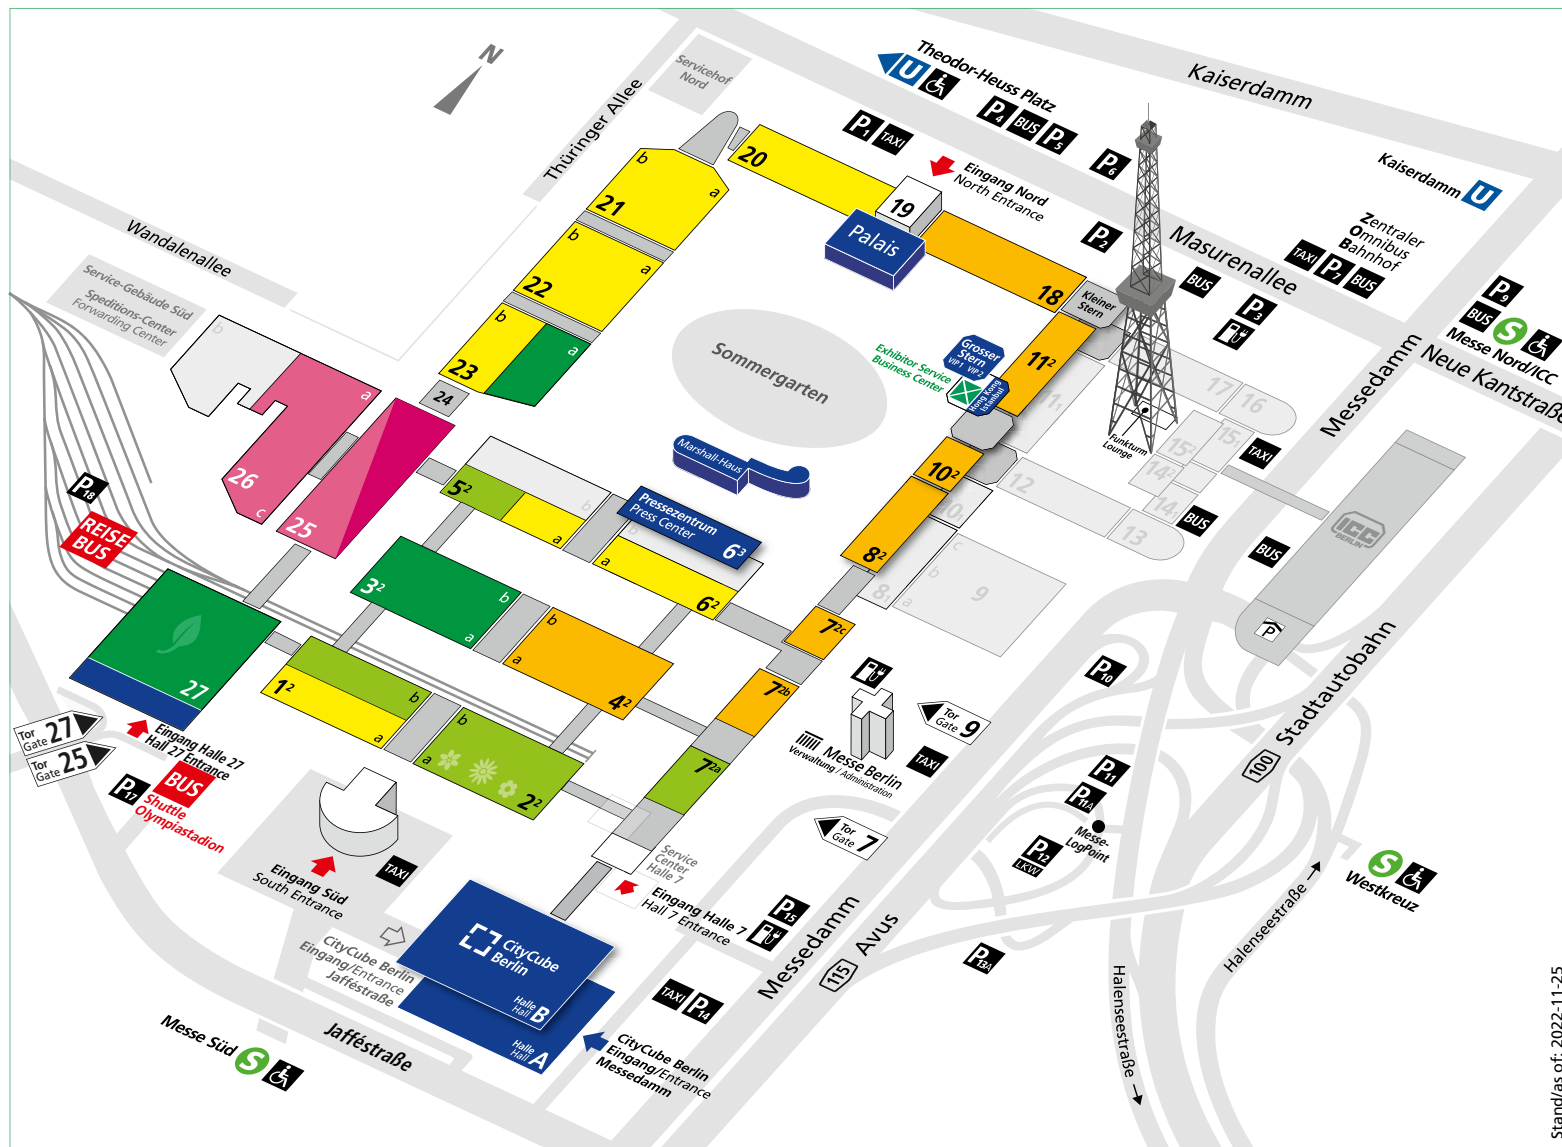 N
Servicehof
Nord
Thüringer Allee
Theodor-Heuss Platz
U
P4
BUS
P5
P1
TAXI
P6
Kaiserdamm
Kaiserdamm
U
Eingang Nord
North Entrance
P2
Masurenallee
Zentraler
Omnibus
Bahnhof
TAXI
P7
BUS
BUS
P3
P9
BUS
S
Messe Nord/ICC
Neue Kantstraße
Messedamm
Wandalenallee
Service-Gebäude Süd
Speditions-Center
Forwarding Center
20
19
Palais
18
Kleiner
Stern
b
a
21
b
a
22
b
a
23
24
Sommergarten
Grosser
Stern
VIP1 VIP2
Exhibitor Service
Business Center
Hong Kong
Istanbul
11²
11₁
17
16
15₁
15²
14²
14₁
TAXI
BUS
BUS
Funkturm
Lounge
ICC
BERLIN
P
12
13
10²
10₁
8²
8₁
c
b
a
9
Marshall-Haus
b
a
26
c
25
P18
REISE
BUS
5²
b
a
Pressezentrum
Press Center
6³
b
a
6²
3²
b
a
b
a
4²
7²ᶜ
7²ᵇ
7²ᵃ
27
1²
b
a
b
a
2²
Tor
Gate 27
Tor
Gate 25
Eingang Halle 27
Hall 27 Entrance
P17
BUS
Shuttle
Olympiastadion
Eingang Süd
South Entrance
TAXI
Messe Berlin
Verwaltung / Administration
TAXI
Tor
Gate 9
Tor
Gate 7
P10
P11
P11A
Messe-
LogPoint
P12
LKW
100 Stadtautobahn
S
Westkreuz
Service
Center
Halle 7
Eingang Halle 7
Hall 7 Entrance
P15
Messedamm
115 Avus
P13A
Halenseestraße
Halenseestraße
CityCube
Berlin
Halle
Hall B
Halle
Hall A
CityCube Berlin
Eingang/Entrance
Jafféstraße
TAXI
P14
CityCube Berlin
Eingang/Entrance
Messedamm
Messe Süd S
Jafféstraße
Stand/as of: 2022-11-25